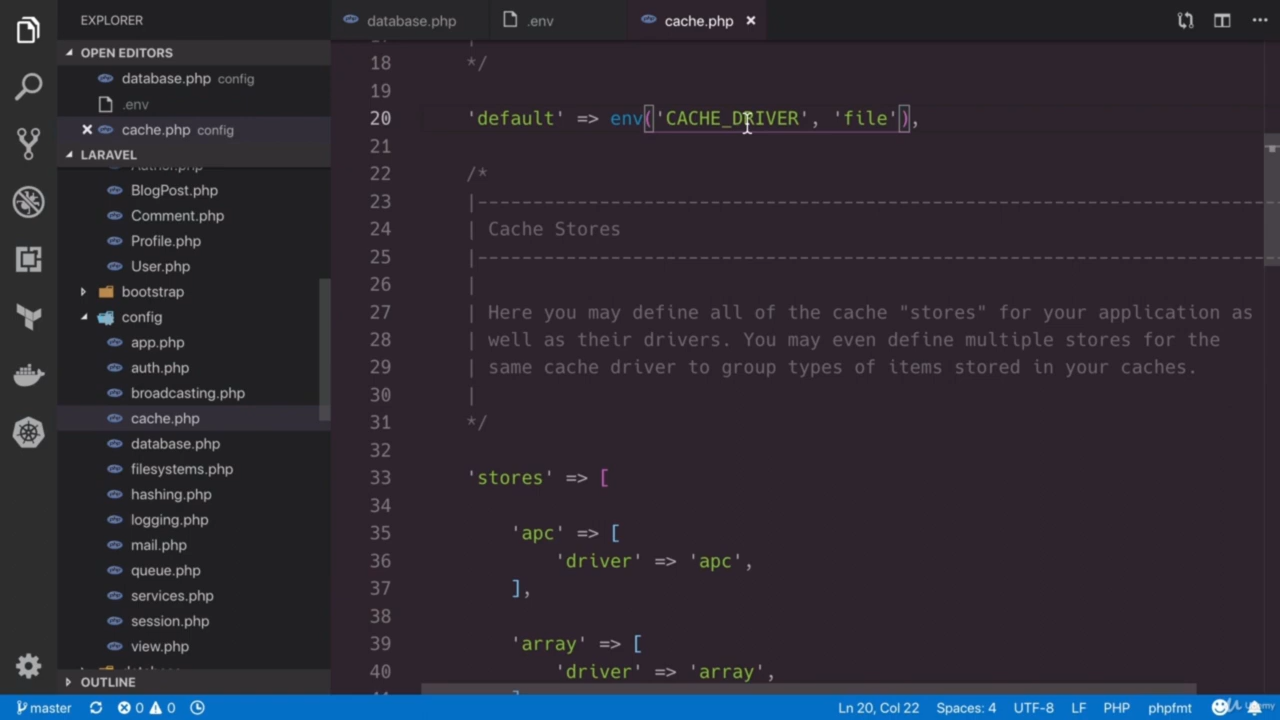 EXPLORER
OPEN EDITORS
database.php config
.env
cache.php config
LARAVEL
BlogPost.php
Comment.php
Profile.php
User.php
bootstrap
config
app.php
auth.php
broadcasting.php
cache.php
database.php
filesystems.php
hashing.php
logging.php
mail.php
queue.php
services.php
session.php
view.php
OUTLINE
database.php .env cache.php
18 */
19
20 'default' => env('CACHE_DRIVER', 'file'),
21
22 /*
23 |--------------------------------------------------------------------------
24 | Cache Stores
25 |--------------------------------------------------------------------------
26 |
27 | Here you may define all of the cache "stores" for your application as
28 | well as their drivers. You may even define multiple stores for the
29 | same cache driver to group types of items stored in your caches.
30 |
31 */
32
33 'stores' => [
34
35 'apc' => [
36 'driver' => 'apc',
37 ],
38
39 'array' => [
40 'driver' => 'array',
master 0 0 Ln 20, Col 22 Spaces: 4 UTF-8 LF PHP phpfmt